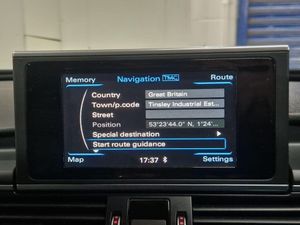 Memory Navigation TMC Route
Country Great Britain
Town/p.code Tinsley Industrial Est...
Street
Position 53°23'44.0" N, 1°24'...
Special destination
Start route guidance
Map 17:37 Settings